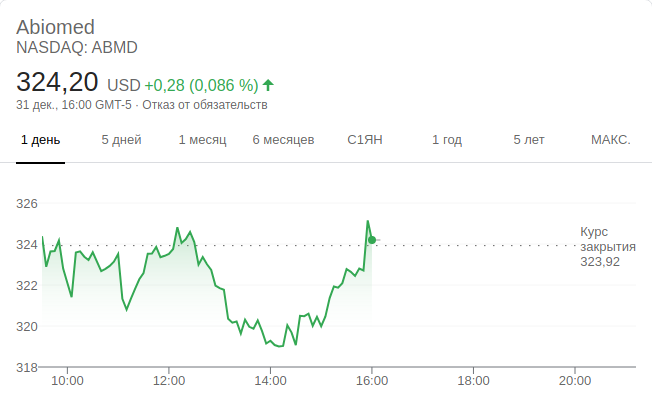 Abiomed
NASDAQ: ABMD
324,20 USD +0,28 (0,086 %)
31 дек., 16:00 GMT-5 · Отказ от обязательств
1 день 5 дней 1 месяц 6 месяцев С1ЯН 1 год 5 лет МАКС.
326
324
322
320
318
Курс
закрытия
323,92
10:00 12:00 14:00 16:00 18:00 20:00